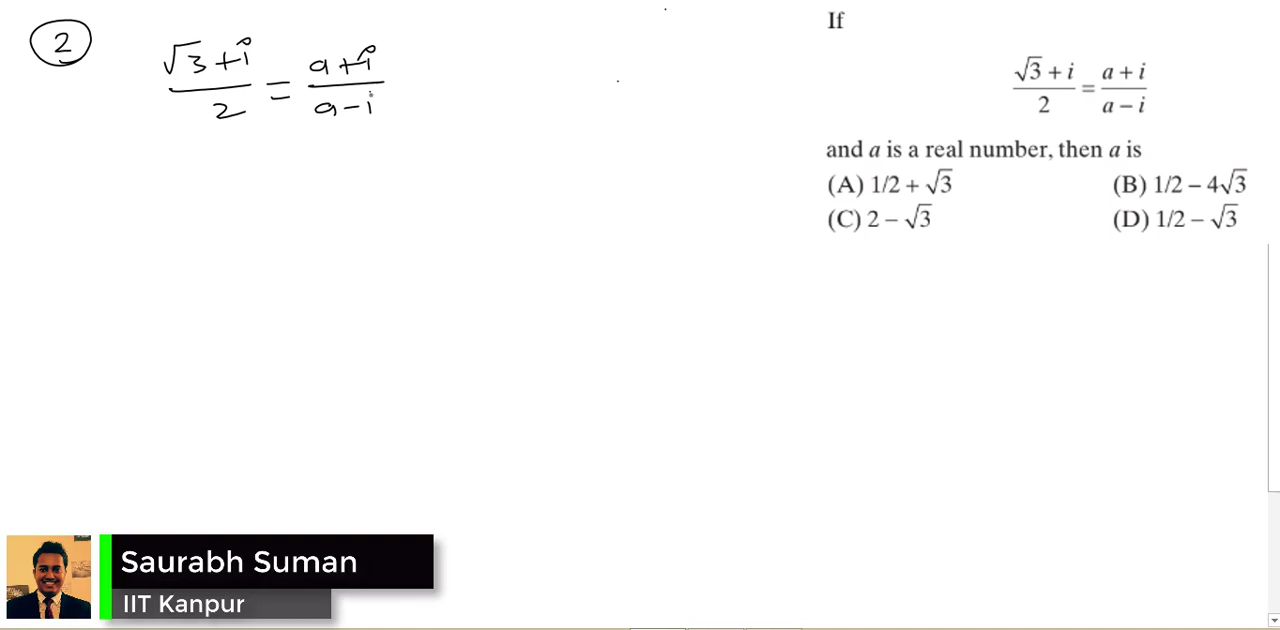 2
√3 + i / 2 = a + i / a − i
If
√3 + i / 2 = a + i / a − i
and a is a real number, then a is
(A) 1/2 + √3 (B) 1/2 − 4√3
(C) 2 − √3 (D) 1/2 − √3
Saurabh Suman
IIT Kanpur